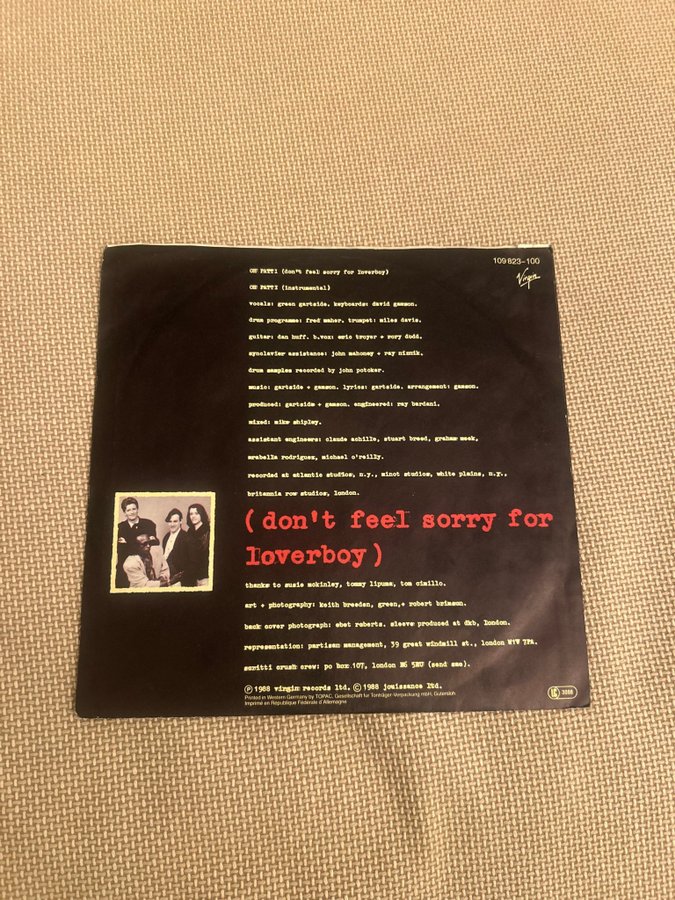 109 823-100
Virgin
OH PATTI (don't feel sorry for loverboy)
OH PATTI (instrumental)
vocals: green gartside. keyboards: david gamson.
drum programme: fred maher. trumpet: miles davis.
guitar: dan huff. b.vox: eric troyer + rory dodd.
synclavier assistance: john mahoney + ray niznik.
drum samples recorded by john potoker.
music: gartside + gamson. lyrics: gartside. arrangement: gamson.
produced: gartside + gamson. engineered: ray bardani.
mixed: mike shipley.
assistant engineers: claude achille, stuart breed, graham meek,
arabella rodriguez, michael o'reilly.
recorded at atlantic studios, n.y., minot studios, white plains, n.y.,
britannia row studios, london.
(don't feel sorry for
loverboy)
thanks to susie mckinley, tommy lipuma, tom cimillo.
art + photography: keith breeden, green,+ robert brimson.
back cover photograph: ebet roberts. sleeve produced at dkb, london.
representation: partisan management, 39 great windmill st., london W1V 7PA.
scritti crush crew: po box 107, london N6 5RU (send sae).
Ⓟ 1988 virgin records ltd. © 1988 jouissance ltd.
Printed in Western Germany by TOPAC, Gesellschaft für Tonträger-Verpackung mbH, Gütersloh.
Imprimé en République Fédérale d'Allemagne
LC 3098